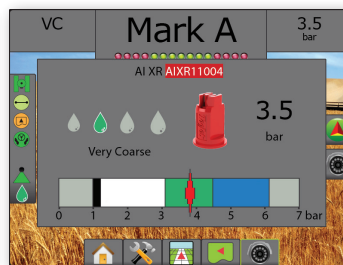 VC Mark A 3.5
bar
AI XR AIXR11004
3.5
bar
Very Coarse
0 1 2 3 4 5 6 7 bar